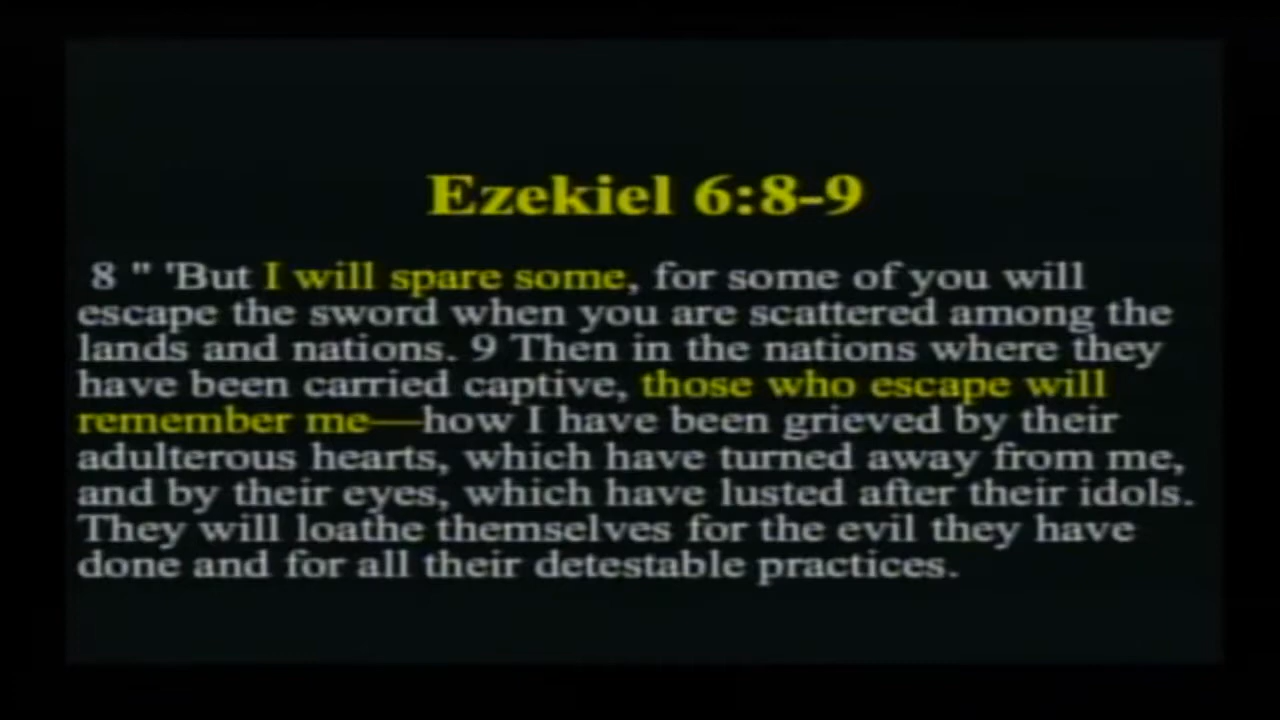 Ezekiel 6:8-9
8 " 'But I will spare some, for some of you will
escape the sword when you are scattered among the
lands and nations. 9 Then in the nations where they
have been carried captive, those who escape will
remember me—how I have been grieved by their
adulterous hearts, which have turned away from me,
and by their eyes, which have lusted after their idols.
They will loathe themselves for the evil they have
done and for all their detestable practices.